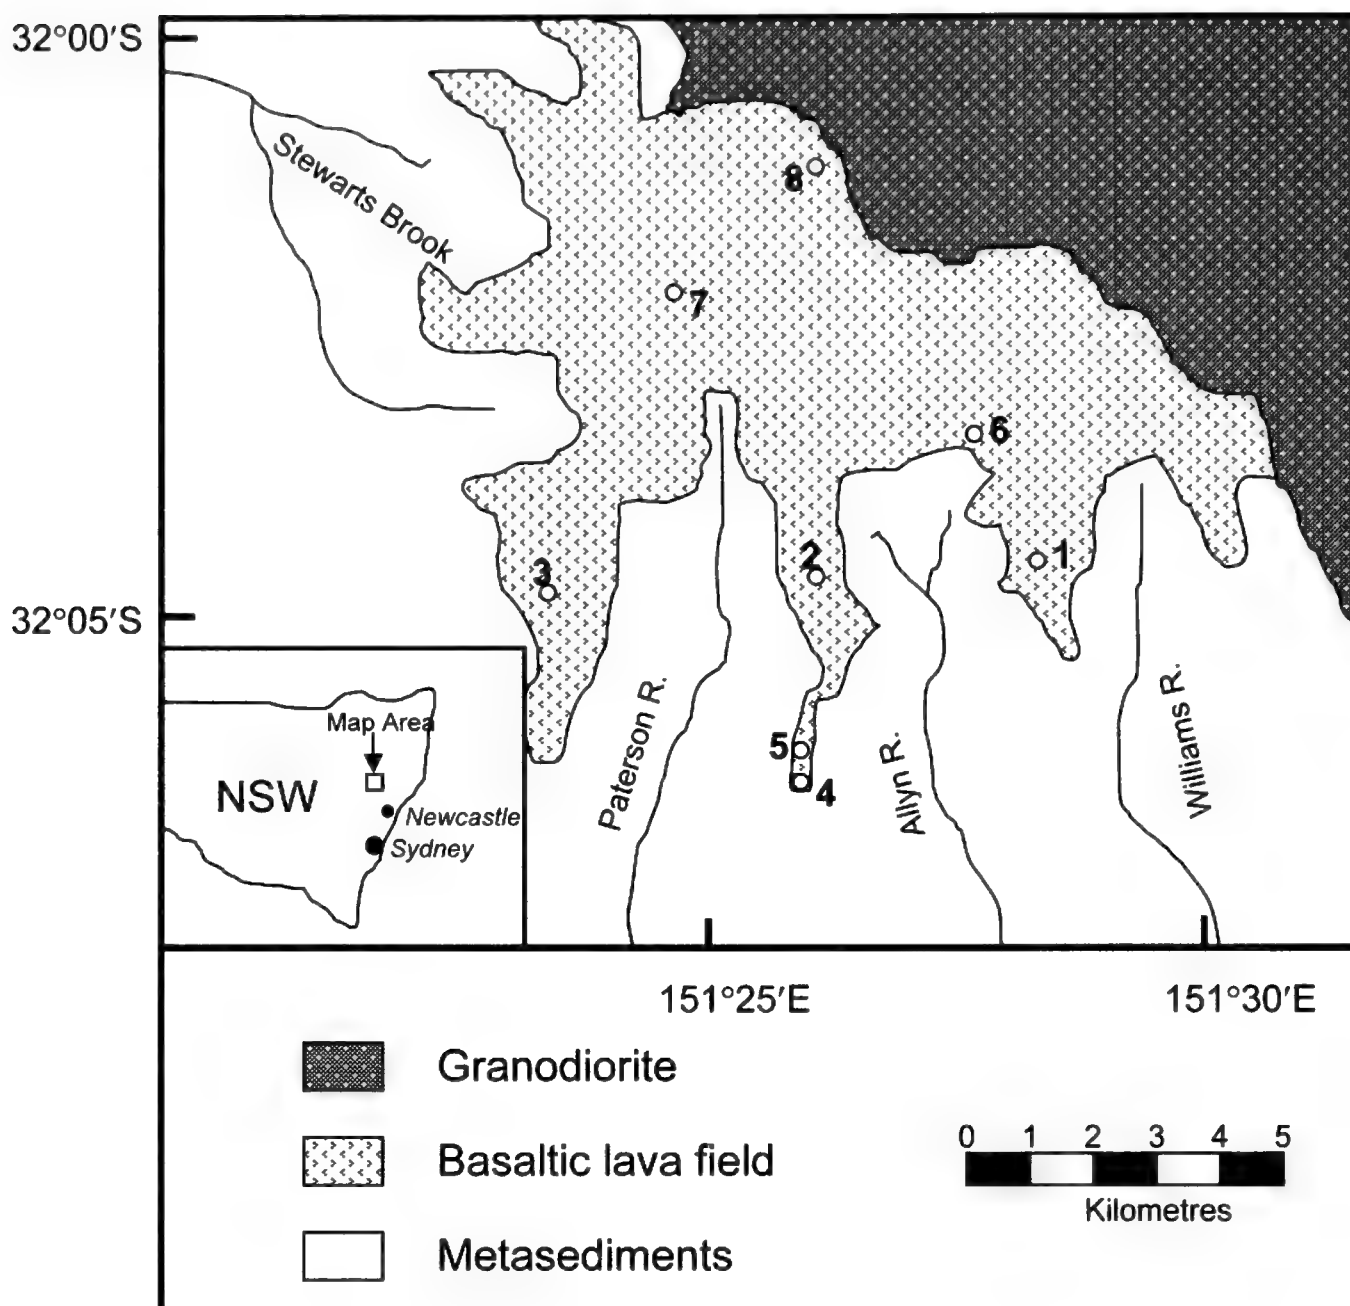 32°00'S
Stewarts Brook
8
7
6
3
2
1
32°05'S
Map Area
NSW
Newcastle
Sydney
Paterson R.
5
4
Allyn R.
Williams R.
151°25'E
151°30'E
Granodiorite
Basaltic lava field
Metasediments
0 1 2 3 4 5
Kilometres